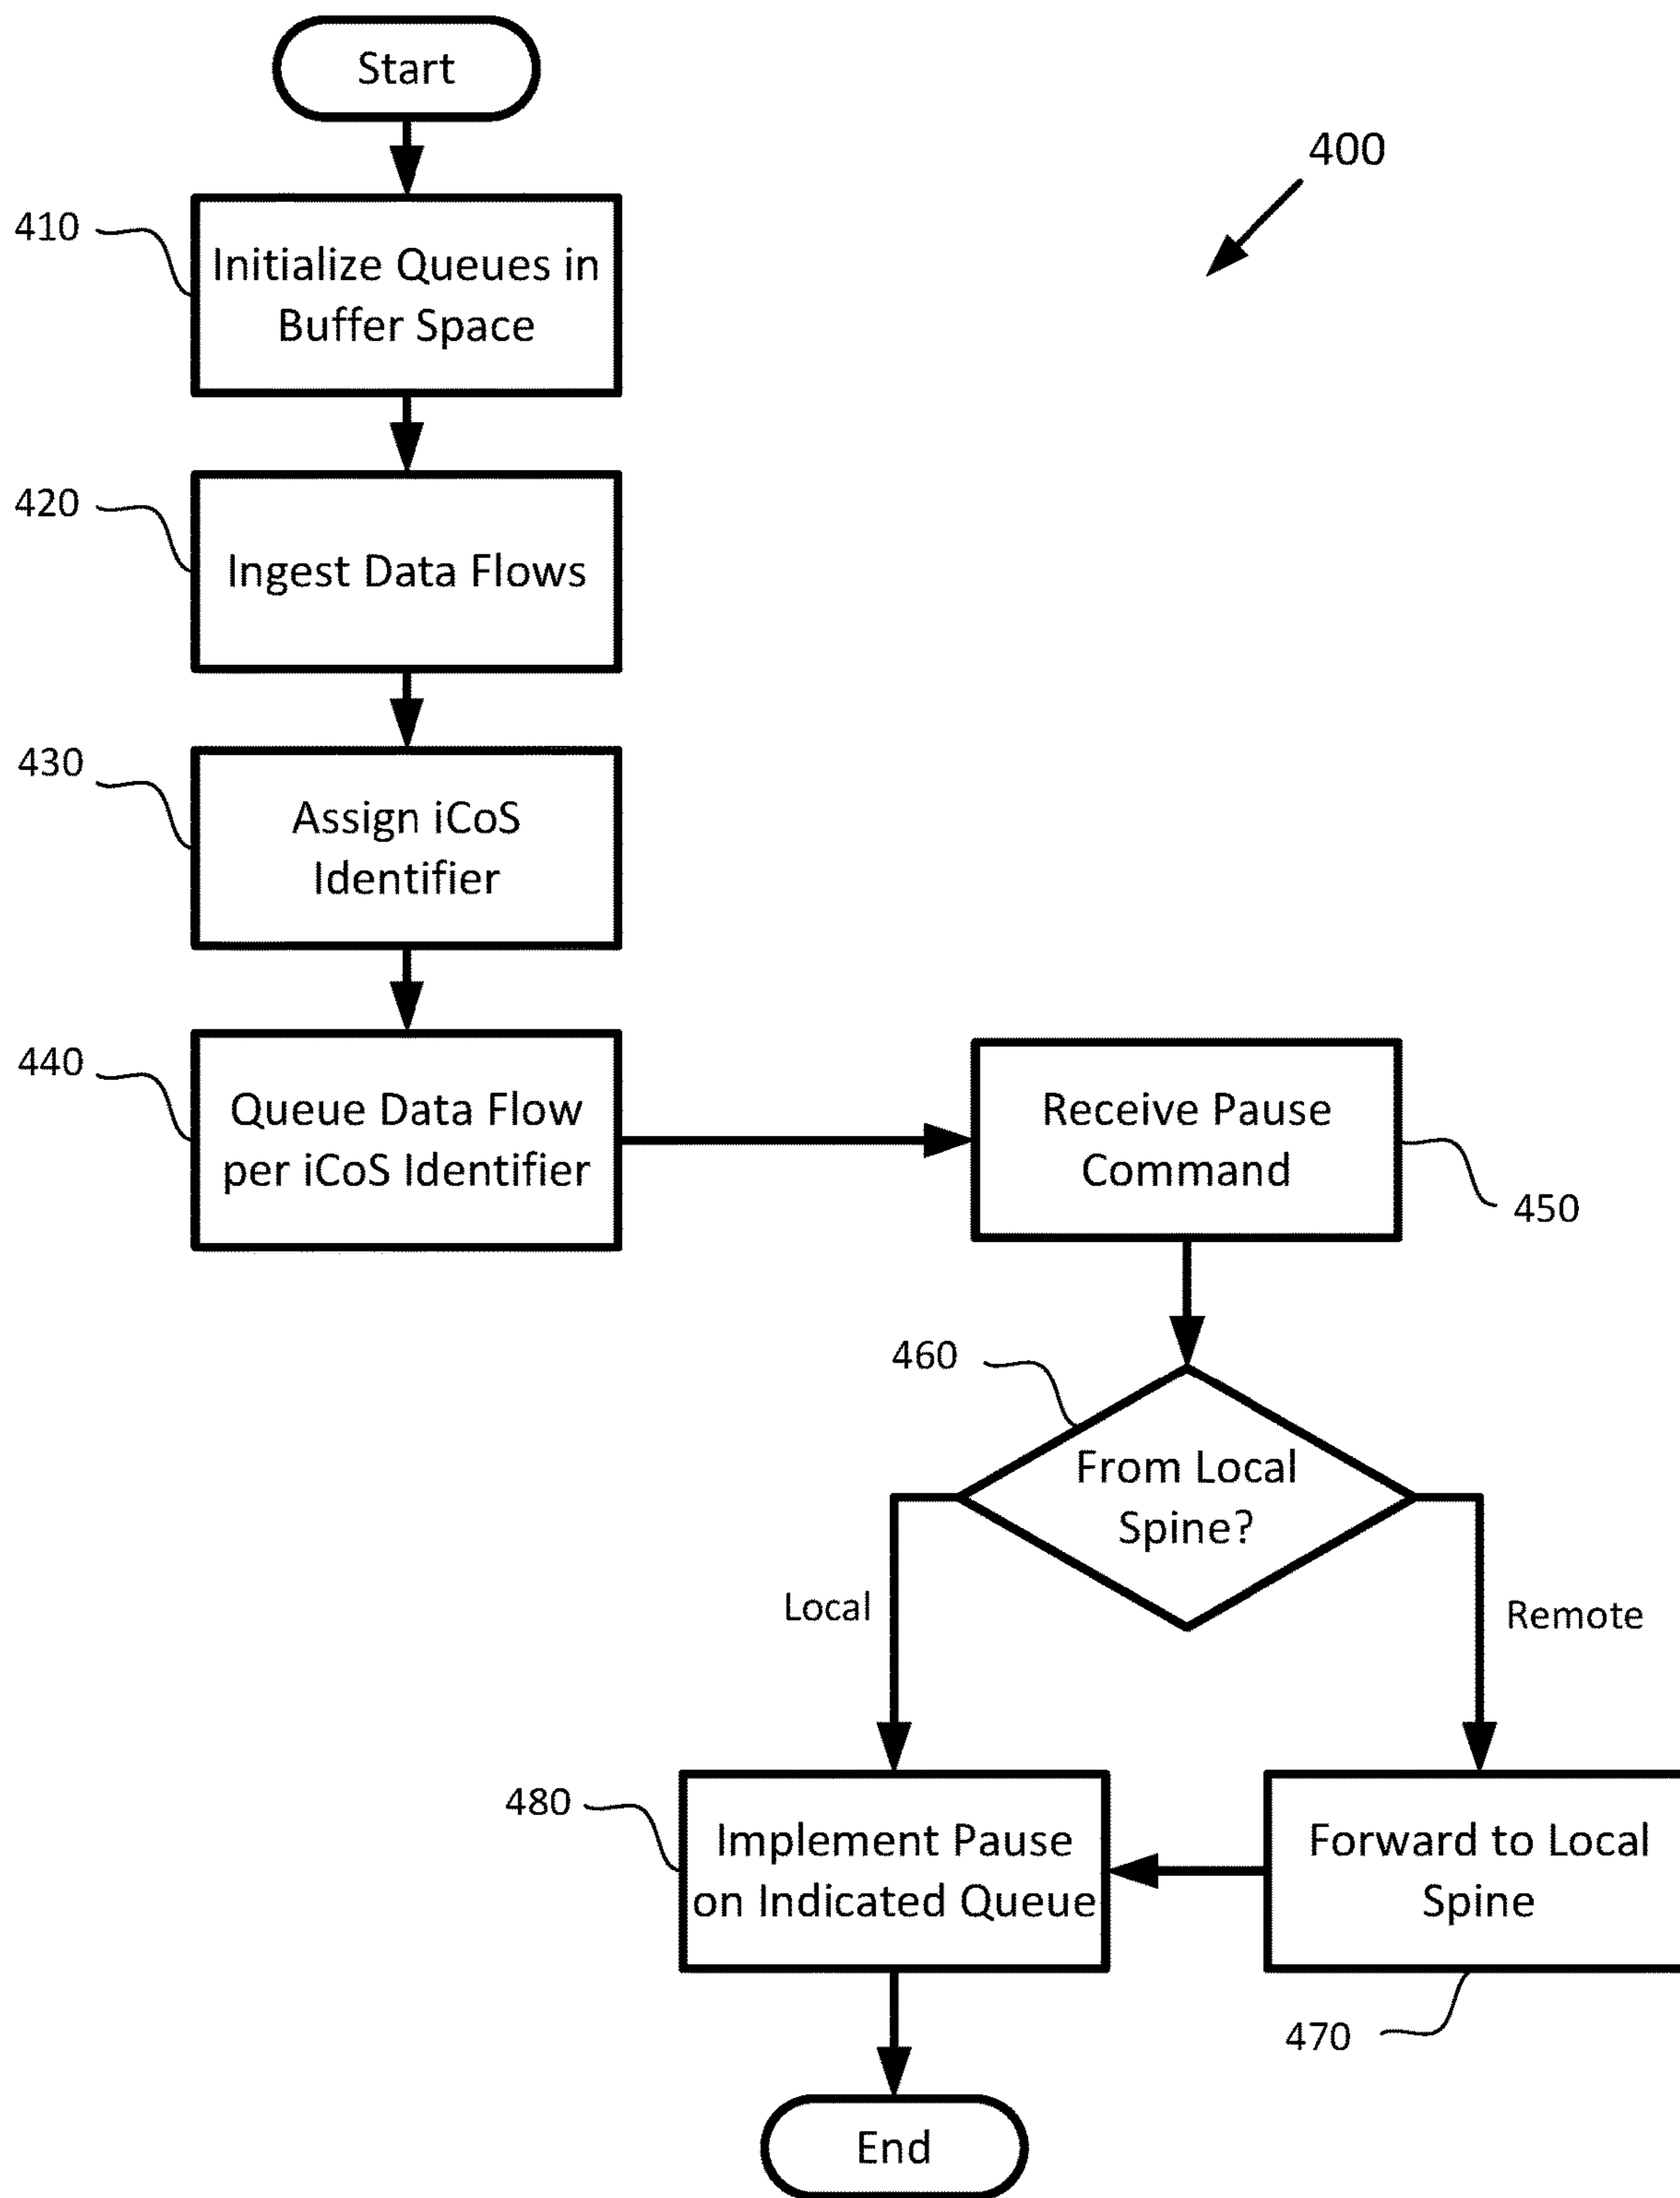 Start
400
410
Initialize Queues in
Buffer Space
420
Ingest Data Flows
430
Assign iCoS
Identifier
440
Queue Data Flow
per iCoS Identifier
Receive Pause
Command
450
460
From Local
Spine?
Local
Remote
480
Implement Pause
on Indicated Queue
Forward to Local
Spine
470
End